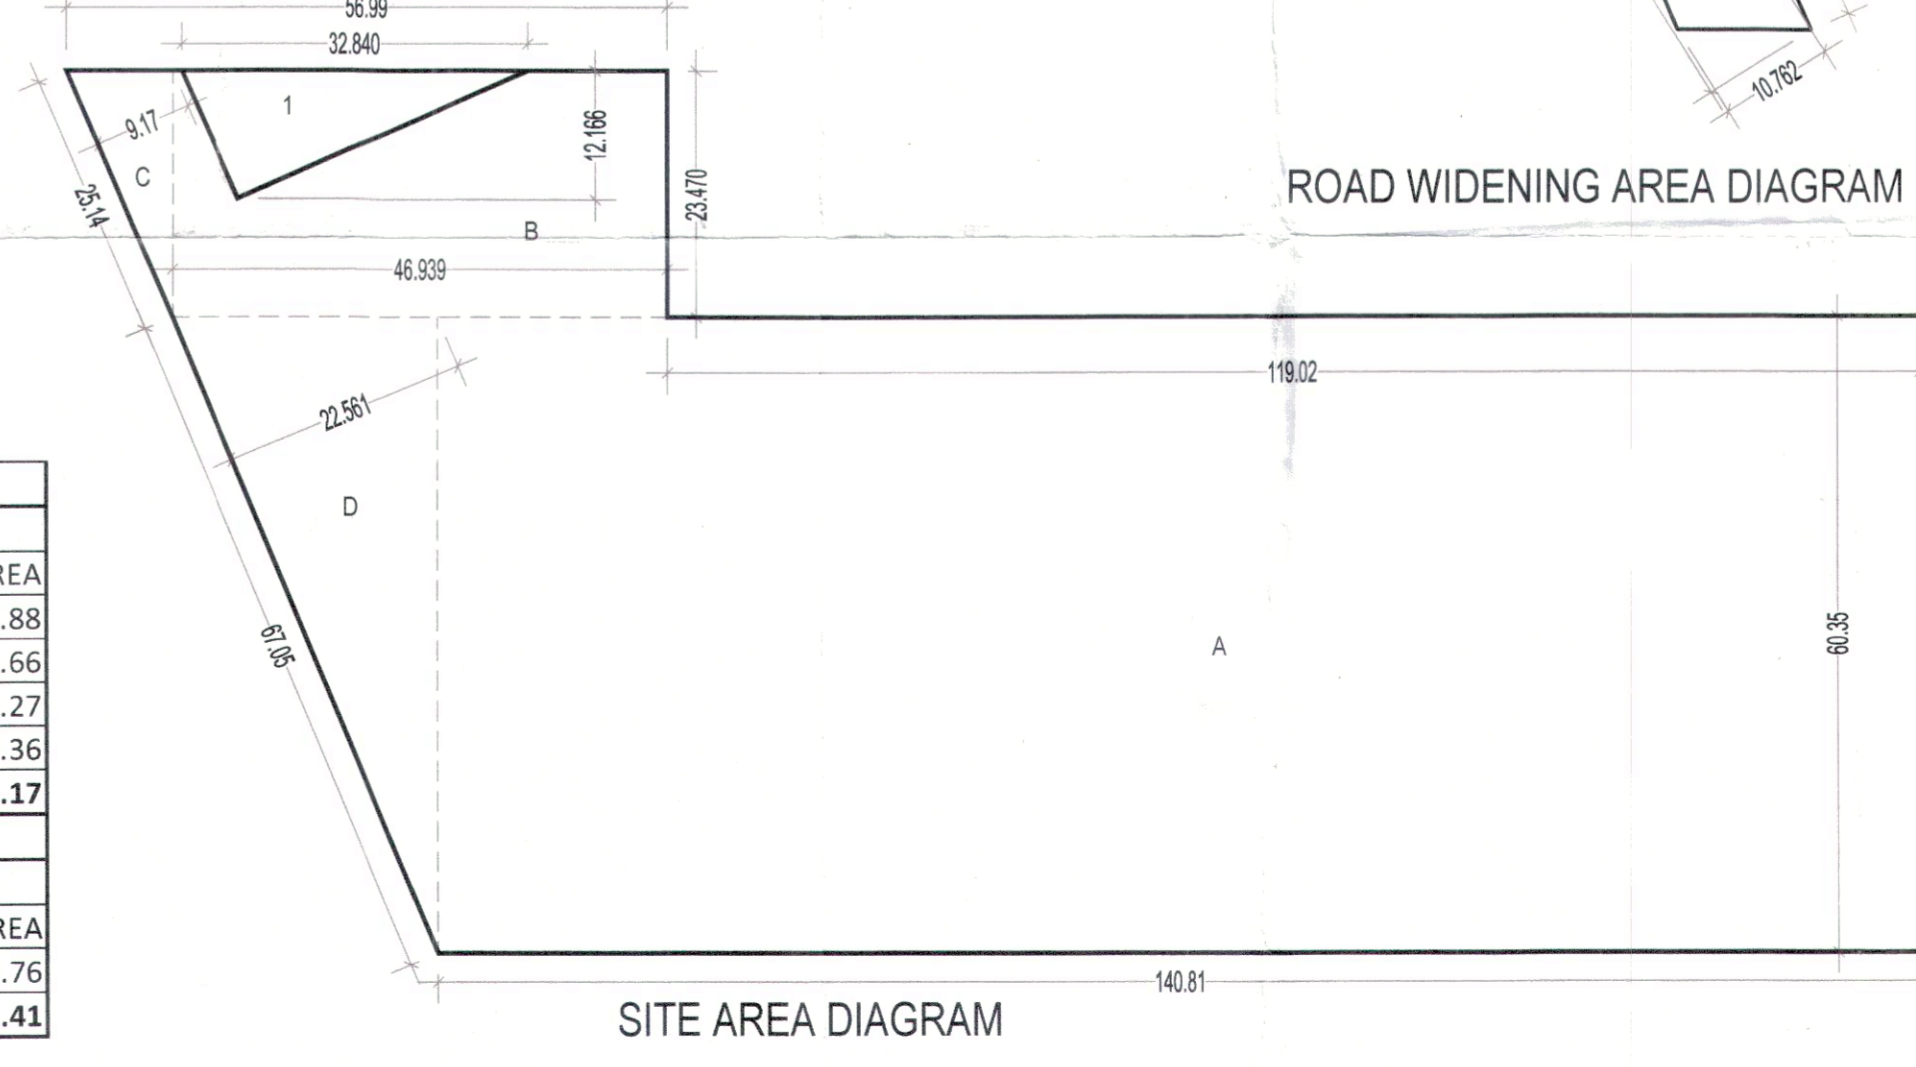 56.99
32.840
10.762
1
9.17
12.166
C
25.14
23.470
ROAD WIDENING AREA DIAGRAM
B
46.939
119.02
22.561
D
REA
.88
60.35
67.05
A
.66
.27
.36
.17
REA
.76
140.81
.41
SITE AREA DIAGRAM